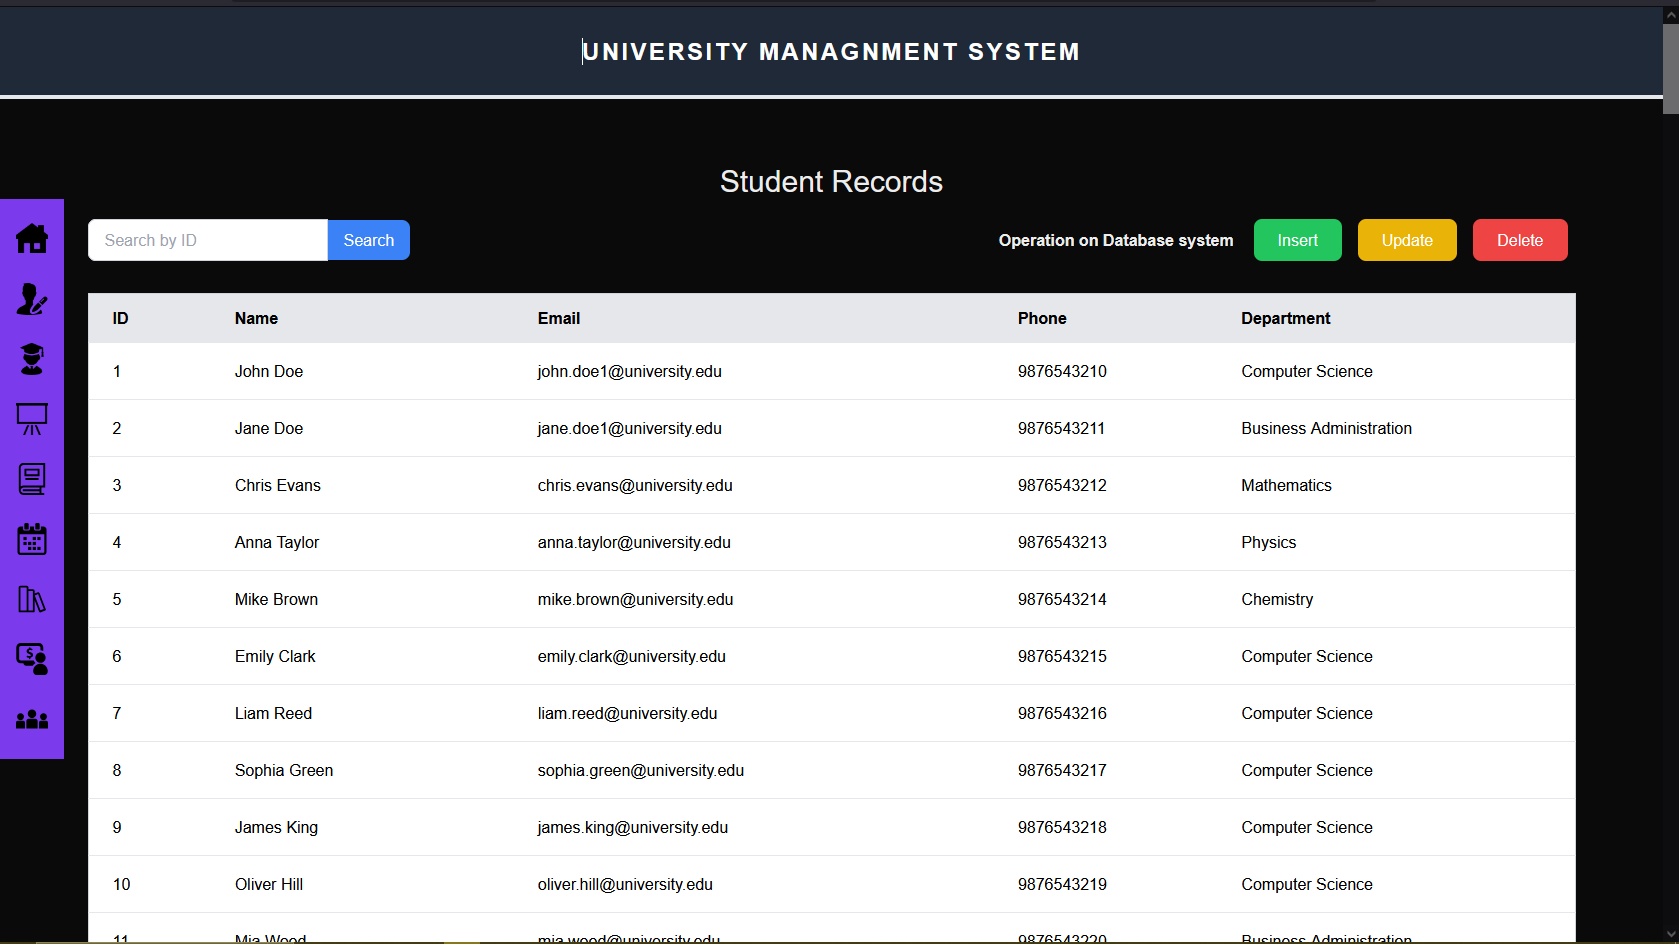 UNIVERSITY MANAGNMENT SYSTEM
Student Records
Search by ID Search Operation on Database system Insert Update Delete
ID Name Email Phone Department
1 John Doe john.doe1@university.edu 9876543210 Computer Science
2 Jane Doe jane.doe1@university.edu 9876543211 Business Administration
3 Chris Evans chris.evans@university.edu 9876543212 Mathematics
4 Anna Taylor anna.taylor@university.edu 9876543213 Physics
5 Mike Brown mike.brown@university.edu 9876543214 Chemistry
6 Emily Clark emily.clark@university.edu 9876543215 Computer Science
7 Liam Reed liam.reed@university.edu 9876543216 Computer Science
8 Sophia Green sophia.green@university.edu 9876543217 Computer Science
9 James King james.king@university.edu 9876543218 Computer Science
10 Oliver Hill oliver.hill@university.edu 9876543219 Computer Science
11 Mia Wood mia.wood@university.edu 9876543220 Business Administration